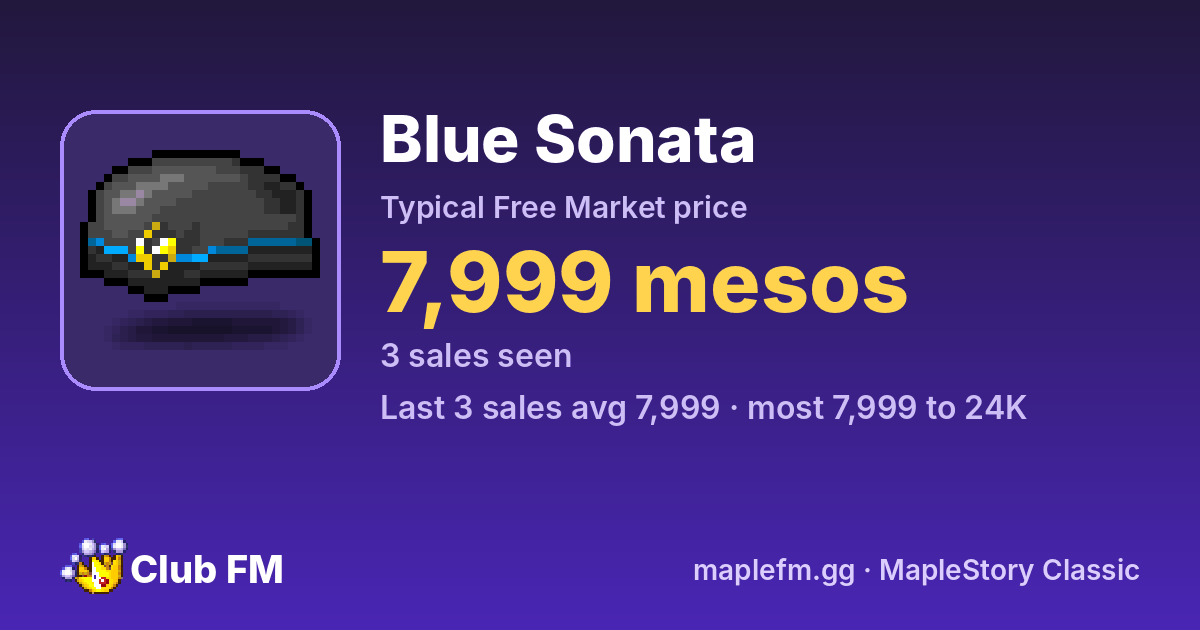 Blue Sonata
Typical Free Market price
7,999 mesos
3 sales seen
Last 3 sales avg 7,999 · most 7,999 to 24K
Club FM
maplefm.gg · MapleStory Classic